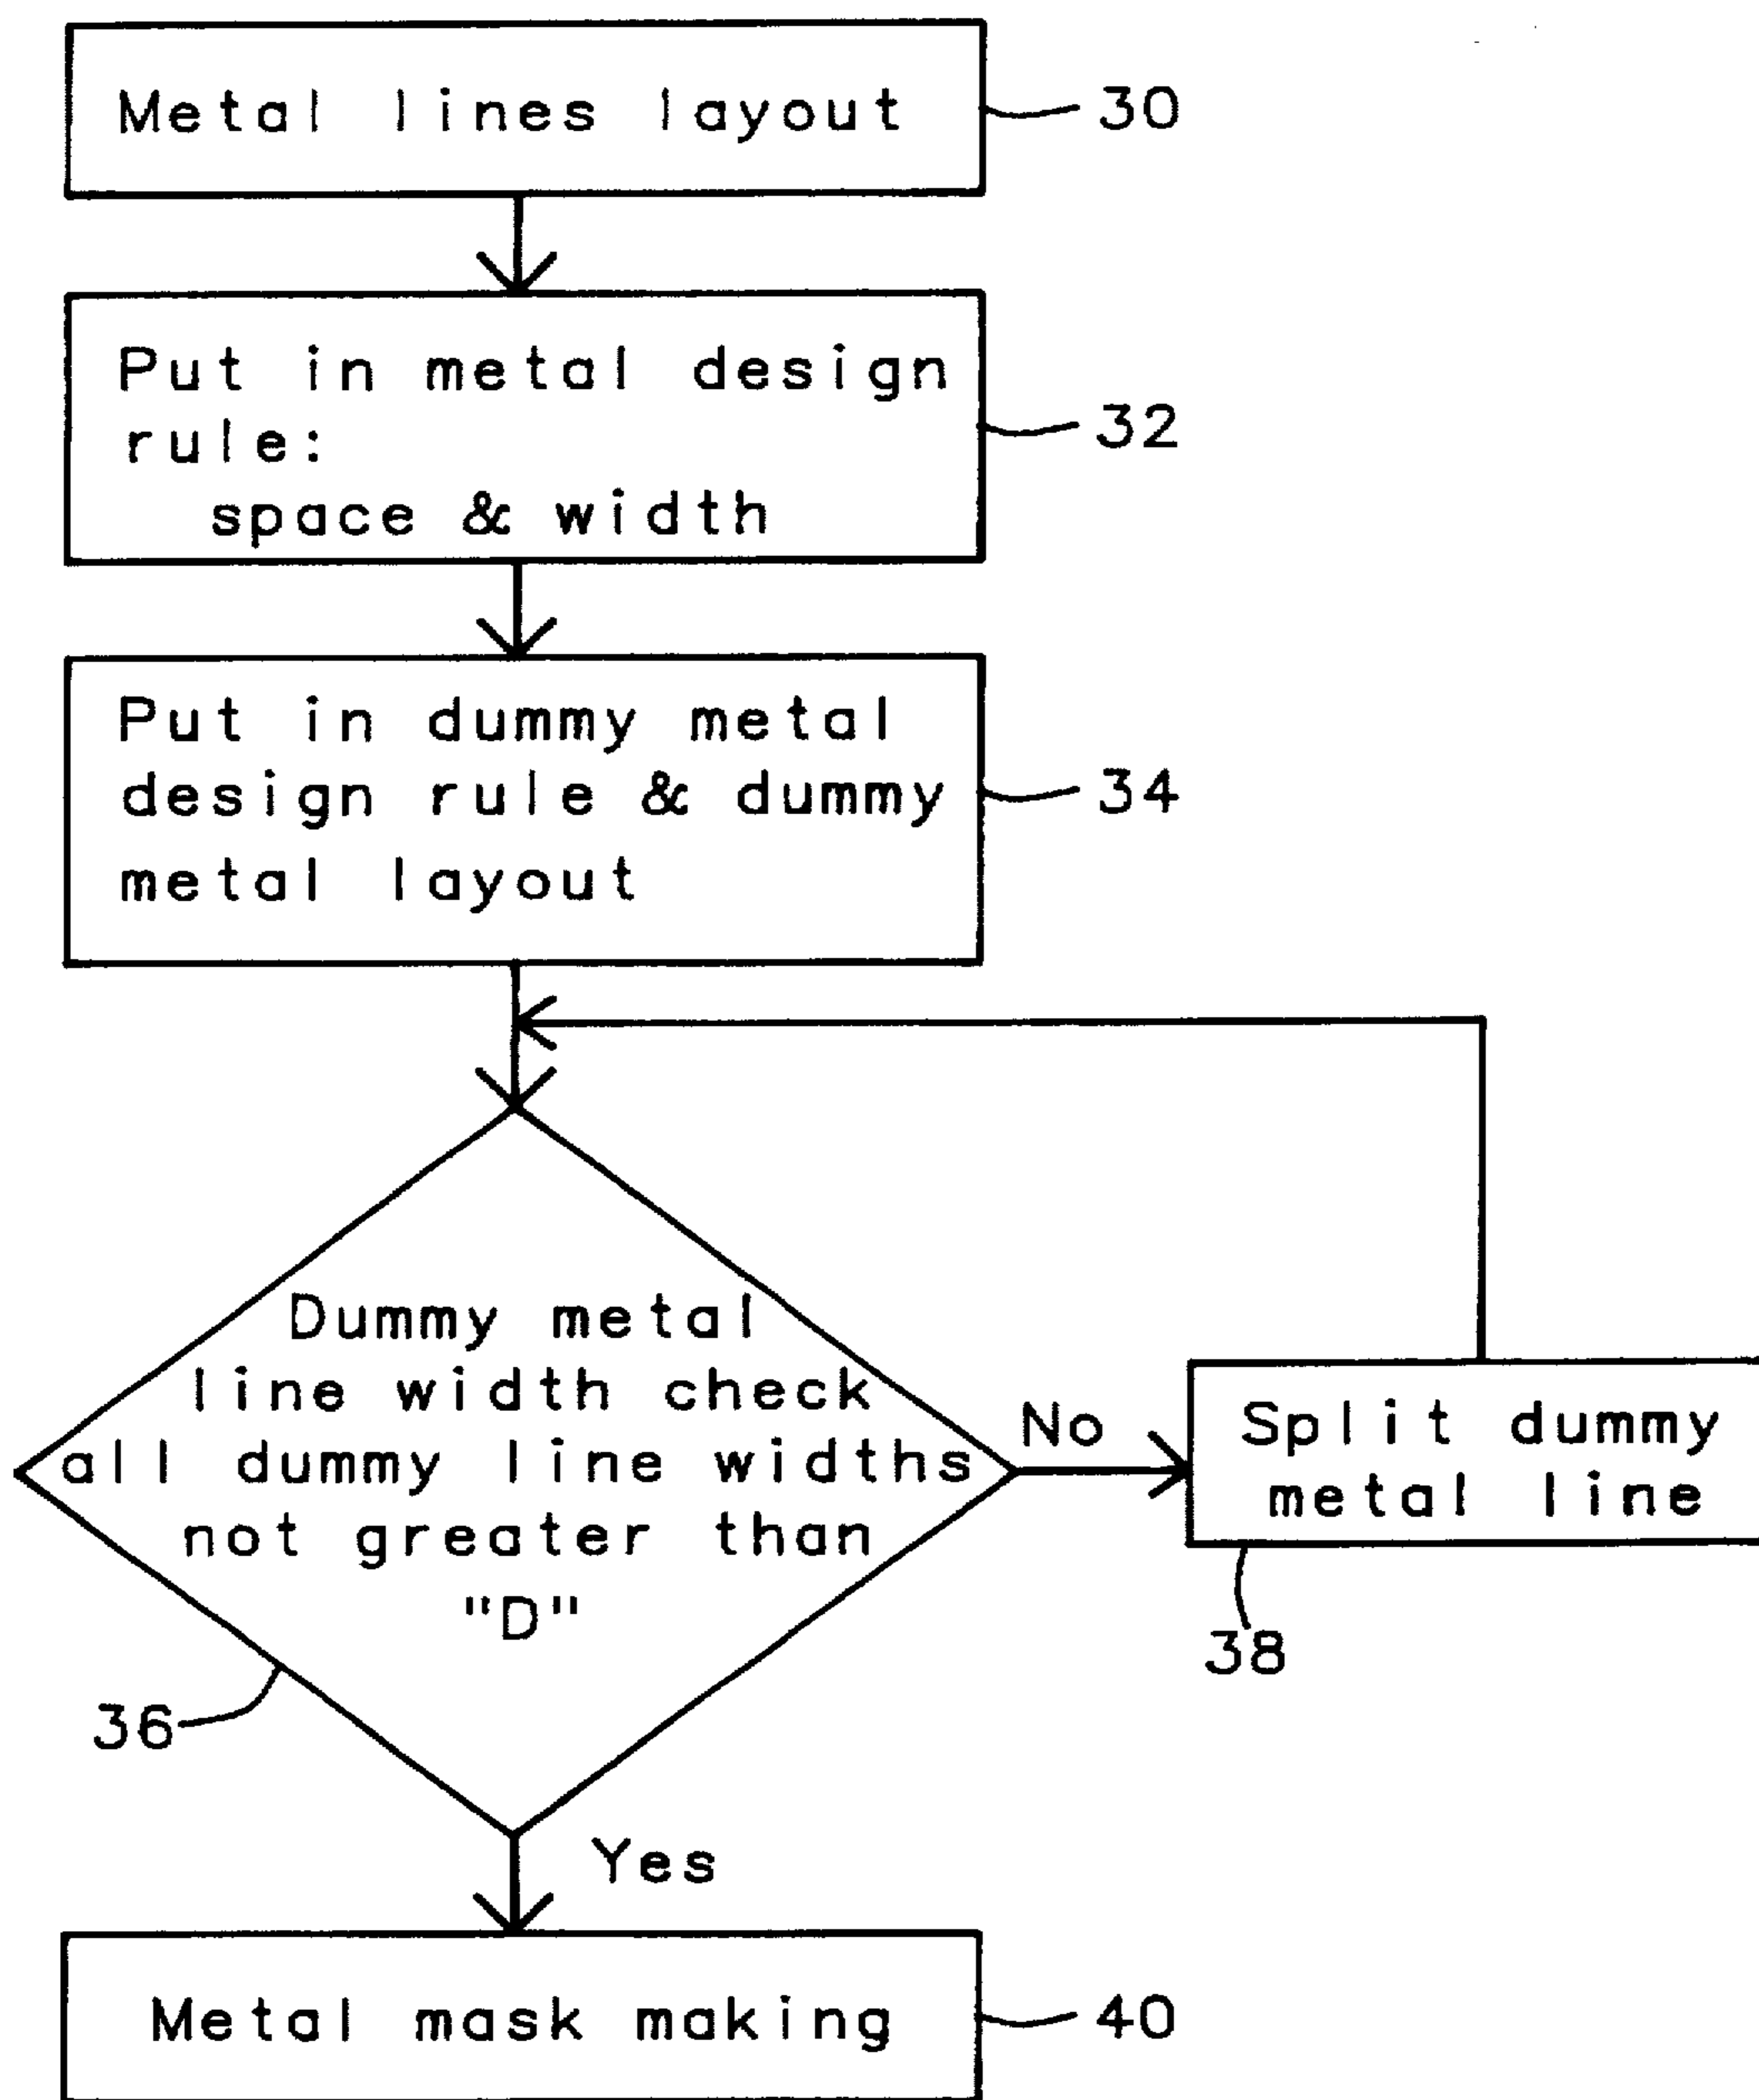 Metal lines layout
30
Put in metal design
rule:
space & width
32
Put in dummy metal
design rule & dummy
metal layout
34
Dummy metal
line width check
all dummy line widths
not greater than
"D"
36
No
Split dummy
metal line
38
Yes
Metal mask making
40